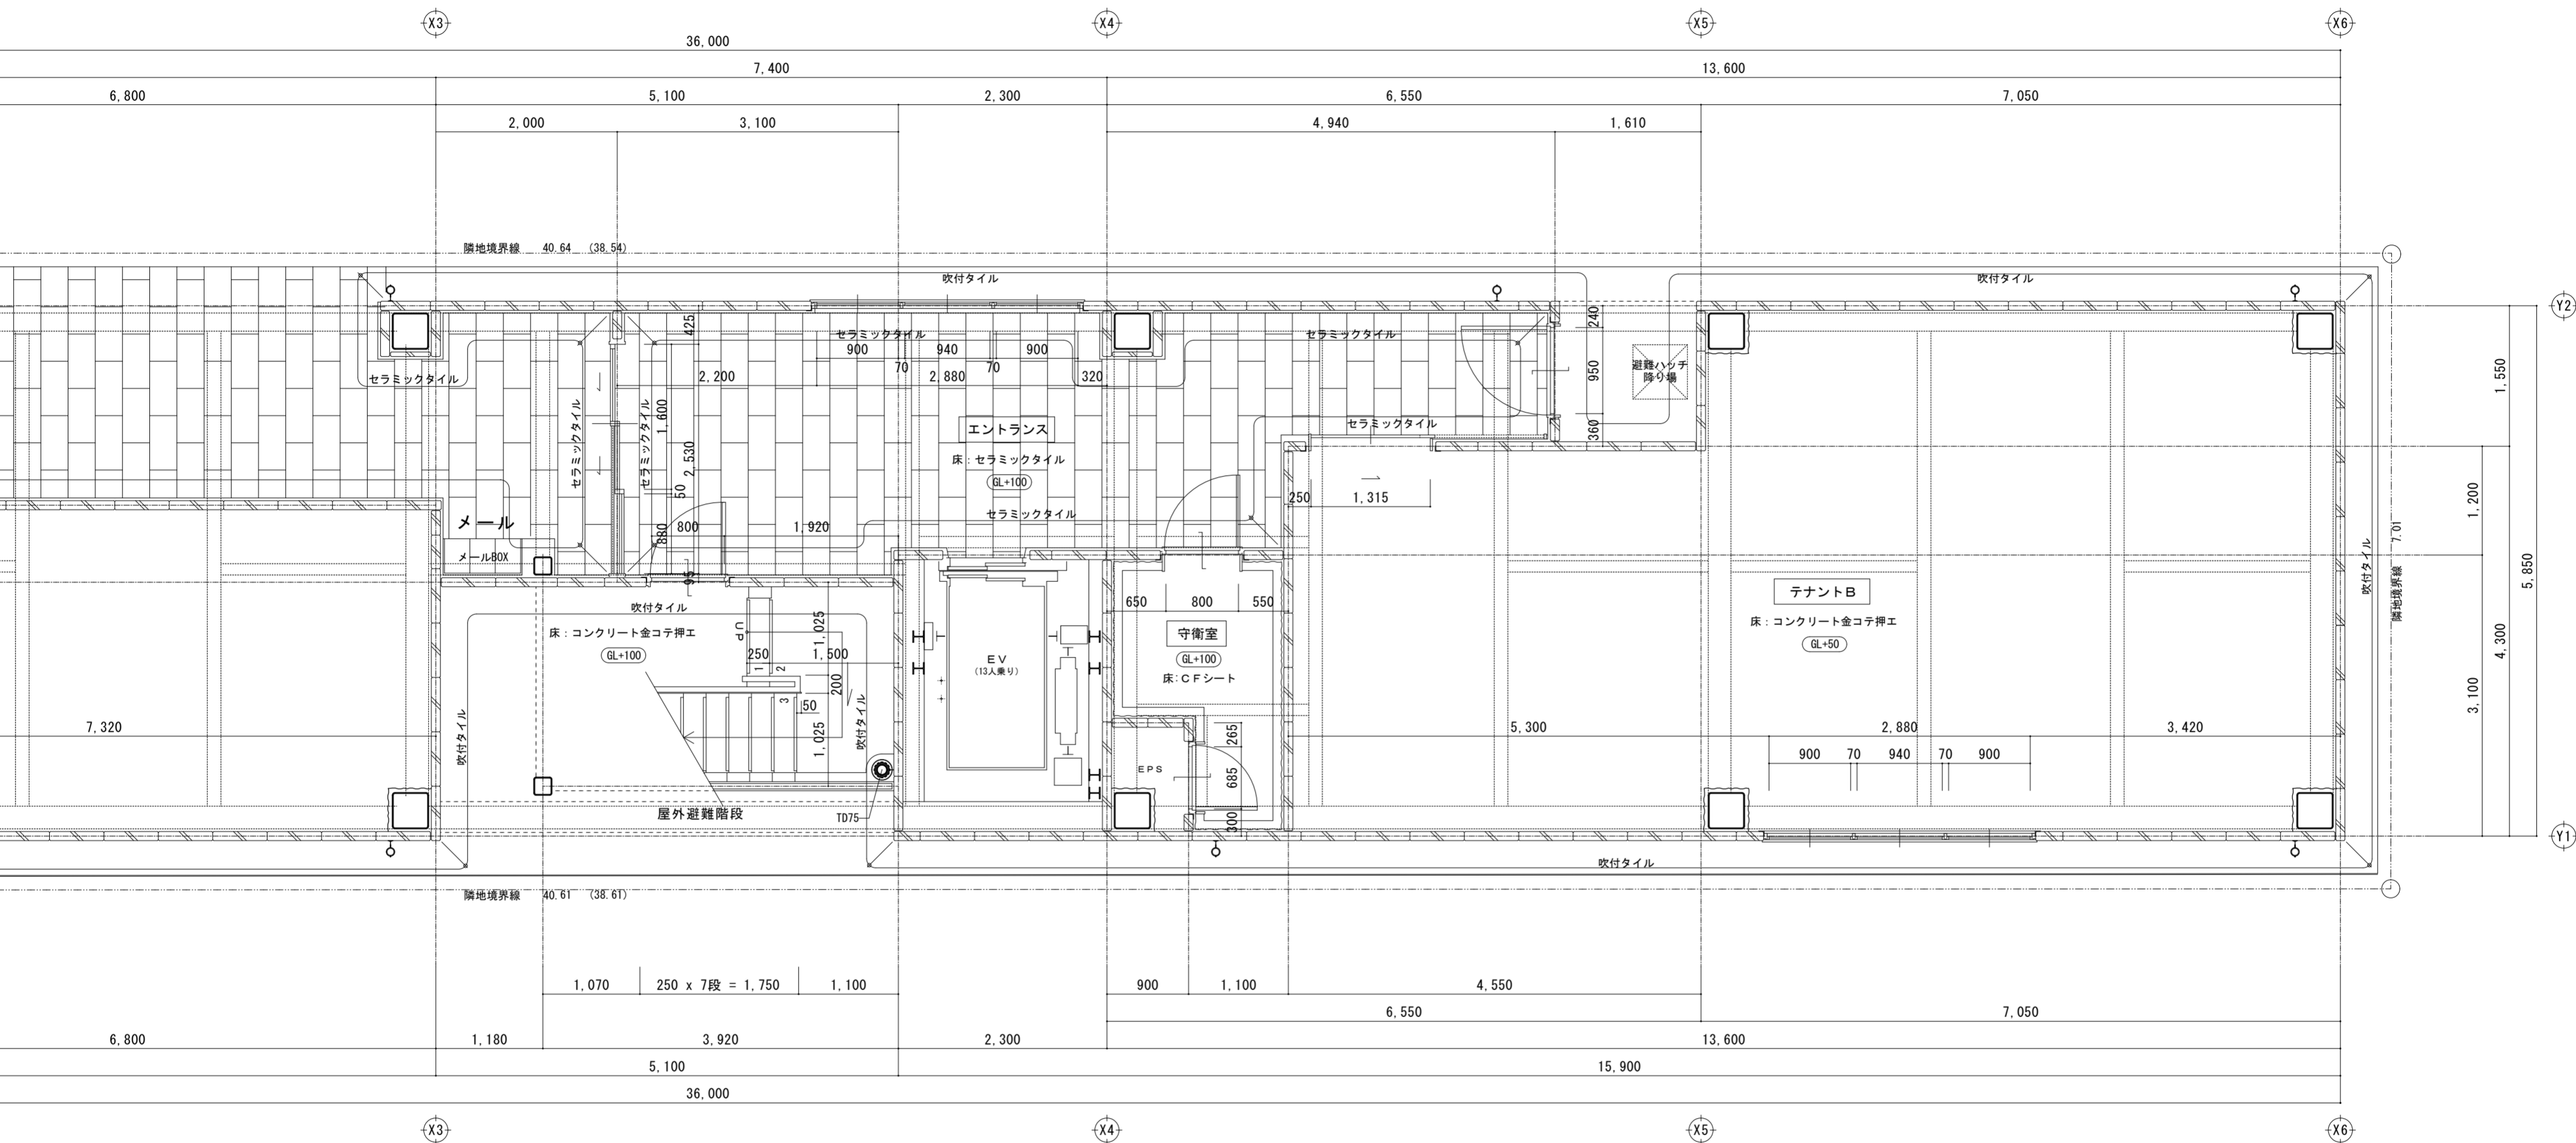 X3 X4 X5 X6
36,000
7,400 13,600
6,800 5,100 2,300 6,550 7,050
2,000 3,100 4,940 1,610
隣地境界線 40.64 (38.54)
吹付タイル 吹付タイル
Y2
425
240
セラミックタイル セラミックタイル
900 940 900
70 70
2,200 2,880 320
セラミックタイル
950
避難ハッチ
降り場
1,550
セラミックタイル
セラミックタイル
1,600
2,530
50
880
360
セラミックタイル
エントランス
床：セラミックタイル
GL+100
セラミックタイル
250 1,315
1,200
メール
メールBOX
800 1,920
95
7.01
隣地境界線
吹付タイル
5,850
4,300
3,100
吹付タイル
床：コンクリート金コテ押エ
GL+100
UP
1,025
250 1,500
1 2
3
200
50
1,025
吹付タイル
吹付タイル
EV
(13人乗り)
650 800 550
守衛室
GL+100
床：CFシート
テナントB
床：コンクリート金コテ押エ
GL+50
7,320
265
5,300 2,880 3,420
900 70 940 70 900
EPS
685
300
屋外避難階段
TD75
Y1
吹付タイル
隣地境界線 40.61 (38.61)
1,070 250 x 7段 = 1,750 1,100 900 1,100 4,550
6,550 7,050
6,800 1,180 3,920 2,300 13,600
5,100 15,900
36,000
X3 X4 X5 X6